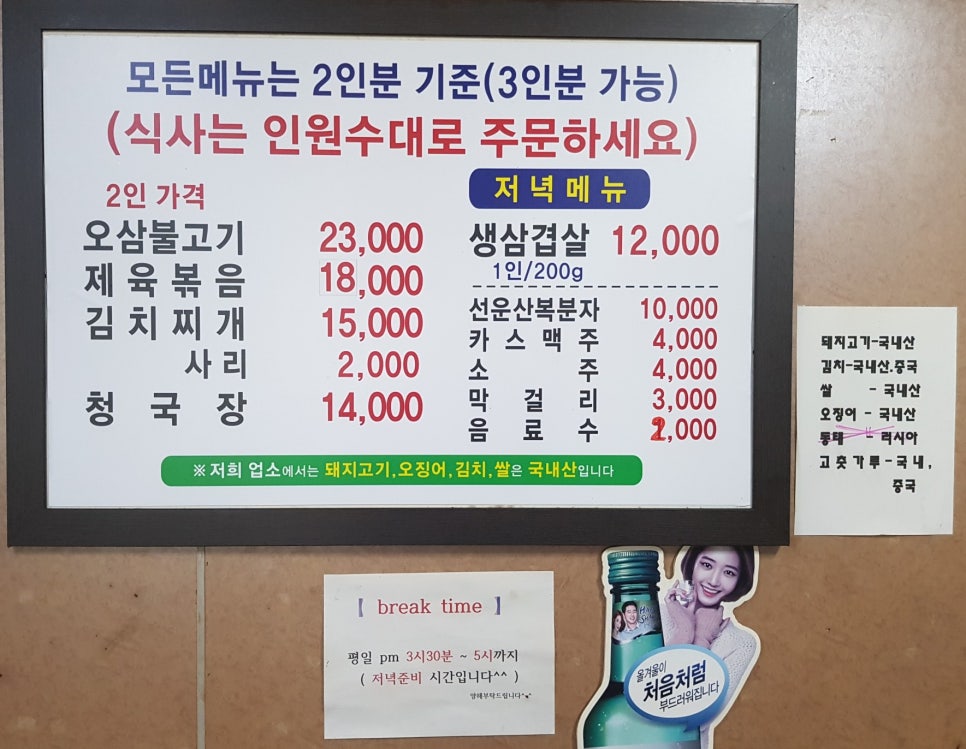 모든메뉴는 2인분 기준(3인분 가능)
(식사는 인원수대로 주문하세요)
2인 가격
오삼불고기 23,000
제육볶음 18,000
김치찌개 15,000
사리 2,000
청국장 14,000
저녁메뉴
생삼겹살 12,000
1인/200g
선운산복분자 10,000
카스맥주 4,000
소주 4,000
막걸리 3,000
음료수 2,000
※ 저희 업소에서는 돼지고기,오징어,김치,쌀은 국내산입니다
돼지고기-국내산
김치-국내산.중국
쌀 - 국내산
오징어 - 국내산
동태 - 러시아
고춧가루-국내,
중국
【 break time 】
평일 pm 3시30분 ~ 5시까지
( 저녁준비 시간입니다^^ )
양해부탁드립니다
올겨울이
처음처럼
부드러워집니다